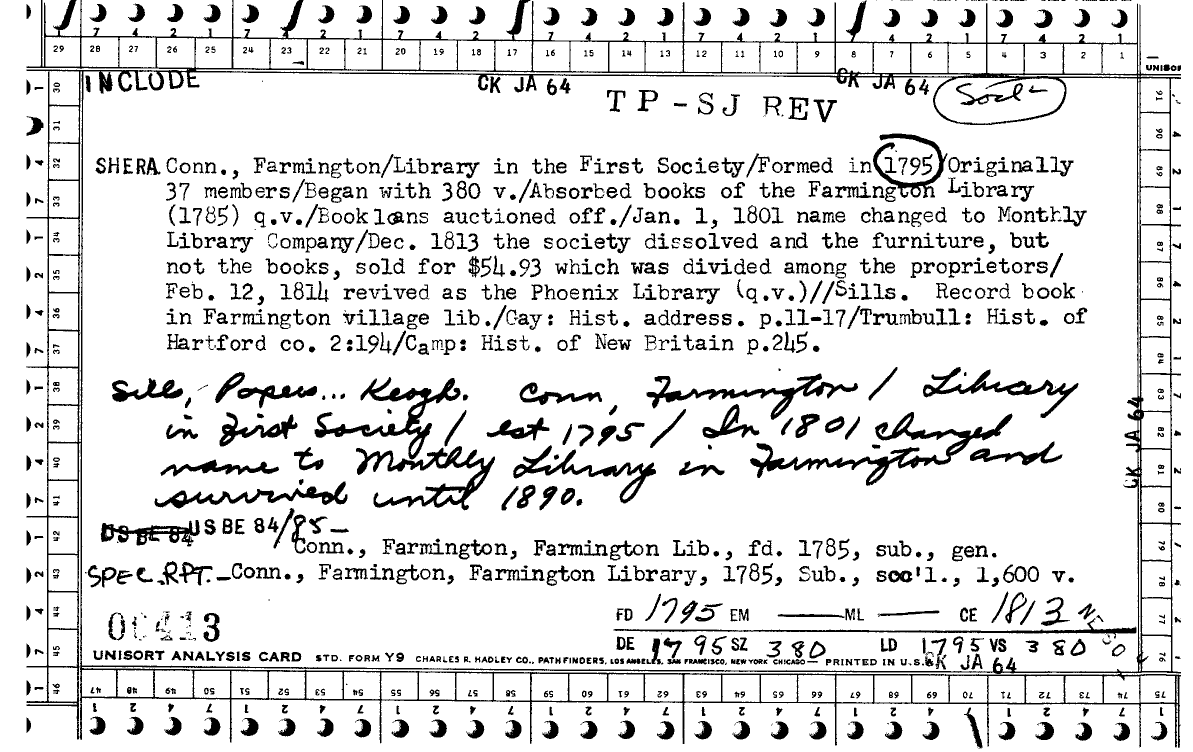 7 4 2 1 7 4 2 1 7 4 2 1 7 4 2 1 7 4 2 1 7 4 2 1 7 4 2 1
29 28 27 26 25 24 23 22 21 20 19 18 17 16 15 14 13 12 11 10 9 8 7 6 5 4 3 2 1
UNISOR
INCLODE CK JA 64 CK JA 64
TP-SJ REV
SHERA Conn., Farmington/Library in the First Society/Formed in 1795/Originally
37 members/Began with 380 v./Absorbed books of the Farmington Library
(1785) q.v./Book loans auctioned off./Jan. 1, 1801 name changed to Monthly
Library Company/Dec. 1813 the society dissolved and the furniture, but
not the books, sold for $54.93 which was divided among the proprietors/
Feb. 12, 1814 revived as the Phoenix Library (q.v.)//Sills. Record book
in Farmington village lib./Gay: Hist. address. p.11-17/Trumbull: Hist. of
Hartford co. 2:194/Camp: Hist. of New Britain p.245.
Sills, Papers... Keogh. Conn, Farmington / Library
in First Society / est 1795 / In 1801 changed
name to Monthly Library in Farmington and
survived until 1890.
CK JA 64
US BE 84 US BE 84/85-
Conn., Farmington, Farmington Lib., fd. 1785, sub., gen.
SPEC. RPT.-Conn., Farmington, Farmington Library, 1785, Sub., soc'l., 1,600 v.
00413
FD 1795 EM — ML — CE 1813
DE 1795 SZ 380 LD 1795 VS 380
UNISORT ANALYSIS CARD STD. FORM Y9 CHARLES R. HADLEY CO., PATHFINDERS, LOS ANGELES, SAN FRANCISCO, NEW YORK CHICAGO— PRINTED IN U.S.
CK JA 64
30 31 32 33 34 35 36 37 38 39 40 41 42 43 44 45 46
91 90 89 88 87 86 85 84 83 82 81 80 79 78 77 76
47 48 49 50 51 52 53 54 55 56 57 58 59 60 61 62 63 64 65 66 67 68 69 70 71 72 73 74 75
1 2 4 7 1 2 4 7 1 2 4 7 1 2 4 7 1 2 4 7 1 2 4 7 1 2 4 7 1